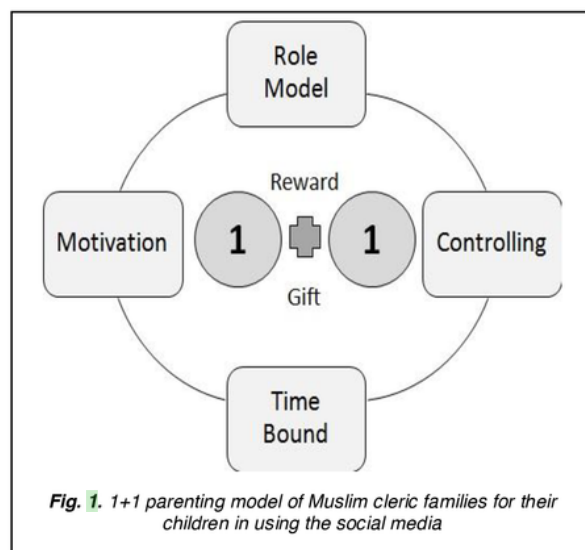 Role
Model
Reward
Motivation
1
1
Controlling
Gift
Time
Bound
Fig. 1. 1+1 parenting model of Muslim cleric families for their
children in using the social media